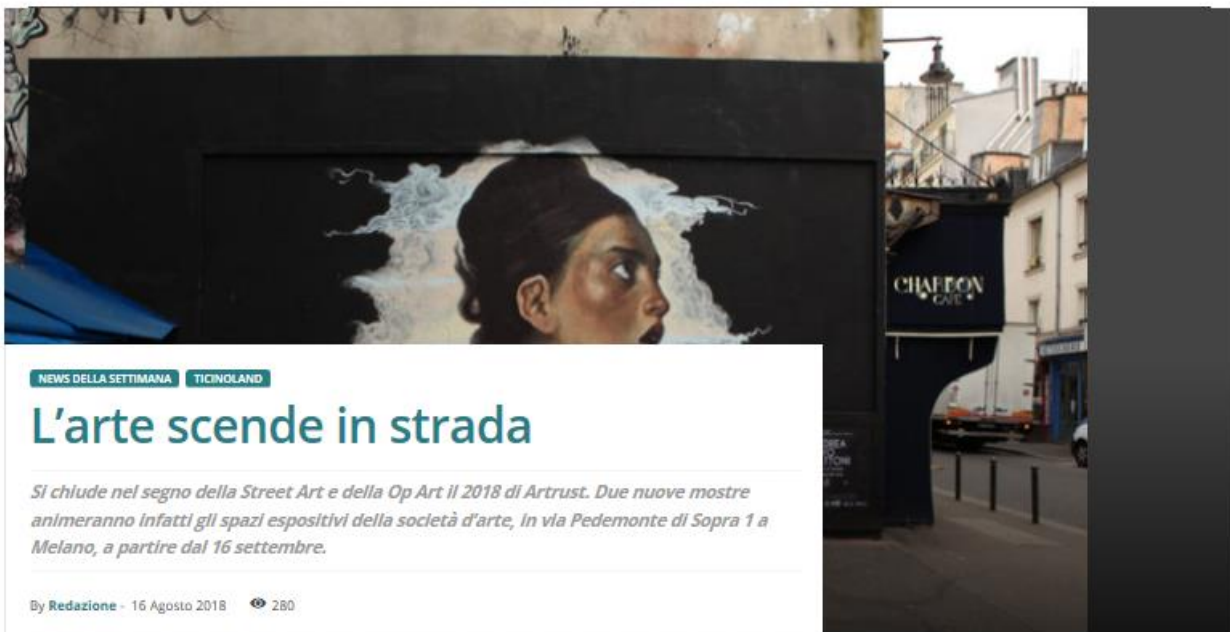 CHARBON
CAFÉ
NEWS DELLA SETTIMANA TICINOLAND
L'arte scende in strada
Si chiude nel segno della Street Art e della Op Art il 2018 di Artrust. Due nuove mostre
animeranno infatti gli spazi espositivi della società d'arte, in via Pedemonte di Sopra 1 a
Melano, a partire dal 16 settembre.
By Redazione - 16 Agosto 2018 280